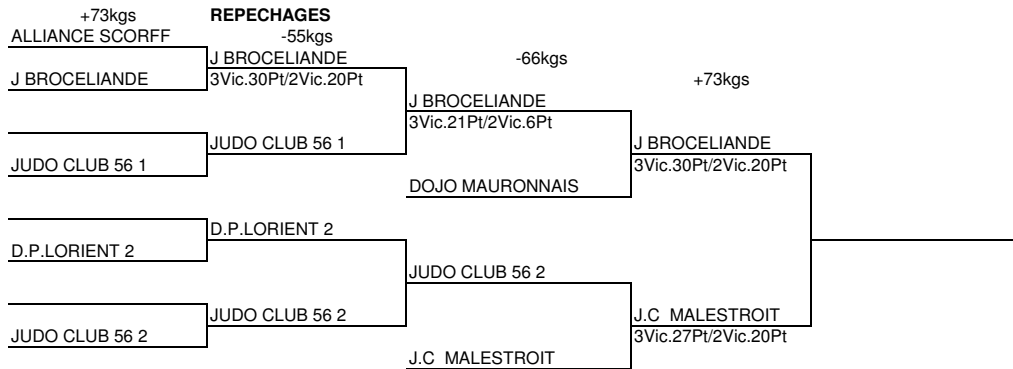 +73kgs REPECHAGES
ALLIANCE SCORFF -55kgs
J BROCELIANDE -66kgs
J BROCELIANDE 3Vic.30Pt/2Vic.20Pt +73kgs
J BROCELIANDE
3Vic.21Pt/2Vic.6Pt
JUDO CLUB 56 1 J BROCELIANDE
JUDO CLUB 56 1 3Vic.30Pt/2Vic.20Pt
DOJO MAURONNAIS
D.P.LORIENT 2
D.P.LORIENT 2
JUDO CLUB 56 2
JUDO CLUB 56 2 J.C  MALESTROIT
JUDO CLUB 56 2 3Vic.27Pt/2Vic.20Pt
J.C  MALESTROIT